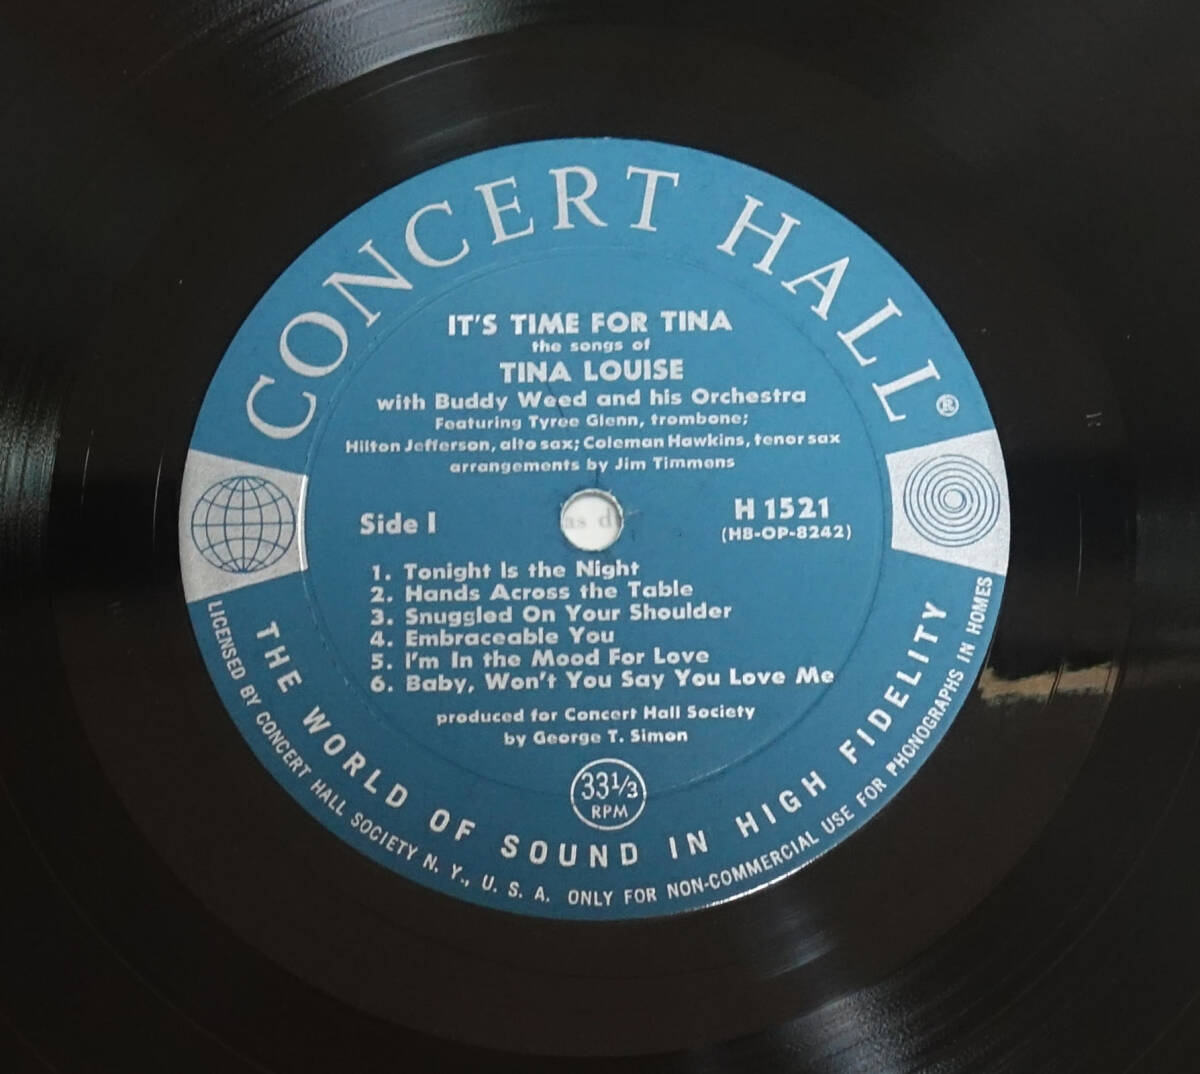 CONCERT HALL®
IT'S TIME FOR TINA
the songs of
TINA LOUISE
with Buddy Weed and his Orchestra
Featuring Tyree Glenn, trombone;
Hilton Jefferson, alto sax; Coleman Hawkins, tenor sax
arrangements by Jim Timmens
Side 1
H 1521
(H8-OP-8242)
1. Tonight Is the Night
2. Hands Across the Table
3. Snuggled On Your Shoulder
4. Embraceable You
5. I'm In the Mood For Love
6. Baby, Won't You Say You Love Me
produced for Concert Hall Society
by George T. Simon
33 1/3
RPM
THE WORLD OF SOUND IN HIGH FIDELITY
LICENSED BY CONCERT HALL SOCIETY N. Y., U. S. A. ONLY FOR NON-COMMERCIAL USE FOR PHONOGRAPHS IN HOMES